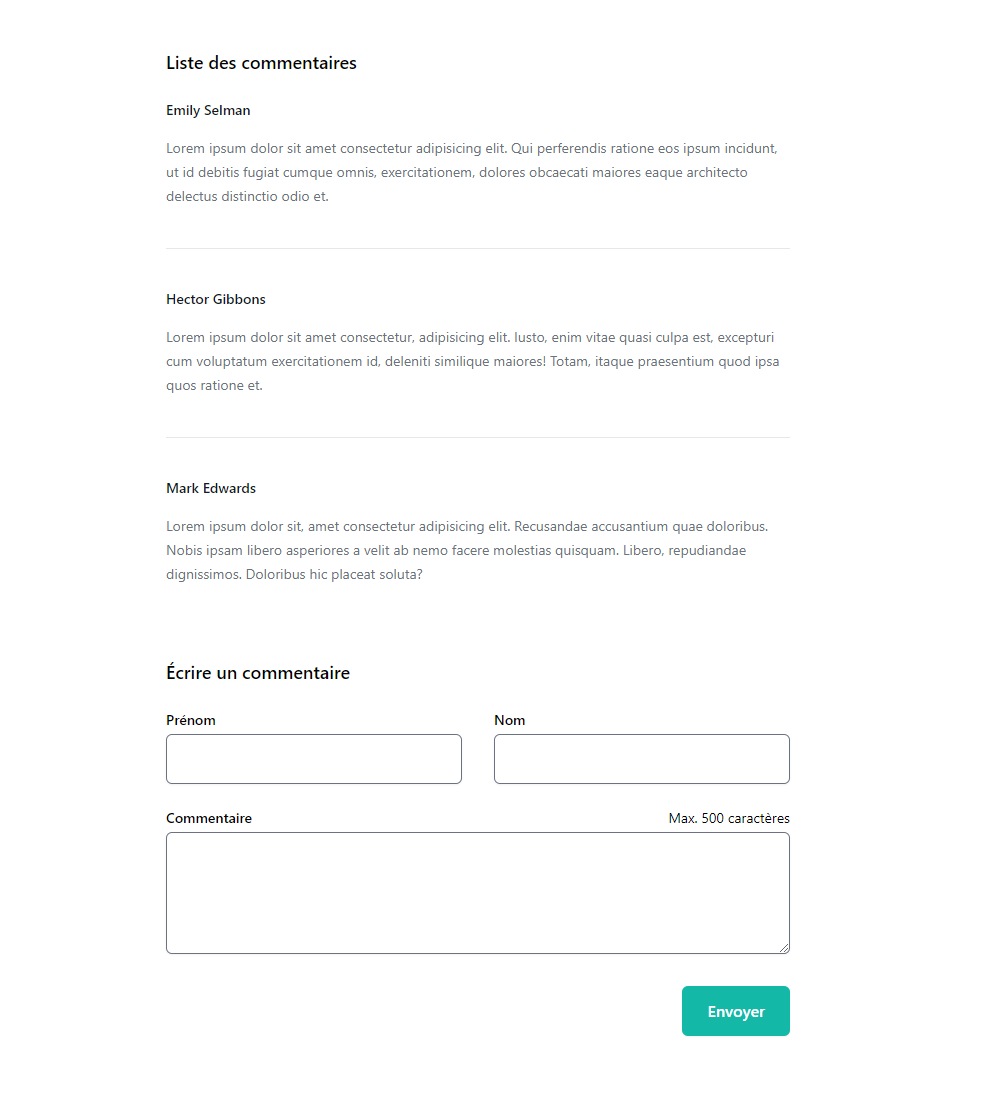 Liste des commentaires
Emily Selman
Lorem ipsum dolor sit amet consectetur adipisicing elit. Qui perferendis ratione eos ipsum incidunt,
ut id debitis fugiat cumque omnis, exercitationem, dolores obcaecati maiores eaque architecto
delectus distinctio odio et.
Hector Gibbons
Lorem ipsum dolor sit amet consectetur, adipisicing elit. Iusto, enim vitae quasi culpa est, excepturi
cum voluptatum exercitationem id, deleniti similique maiores! Totam, itaque praesentium quod ipsa
quos ratione et.
Mark Edwards
Lorem ipsum dolor sit, amet consectetur adipisicing elit. Recusandae accusantium quae doloribus.
Nobis ipsam libero asperiores a velit ab nemo facere molestias quisquam. Libero, repudiandae
dignissimos. Doloribus hic placeat soluta?
Écrire un commentaire
Prénom
Nom
Commentaire
Max. 500 caractères
Envoyer